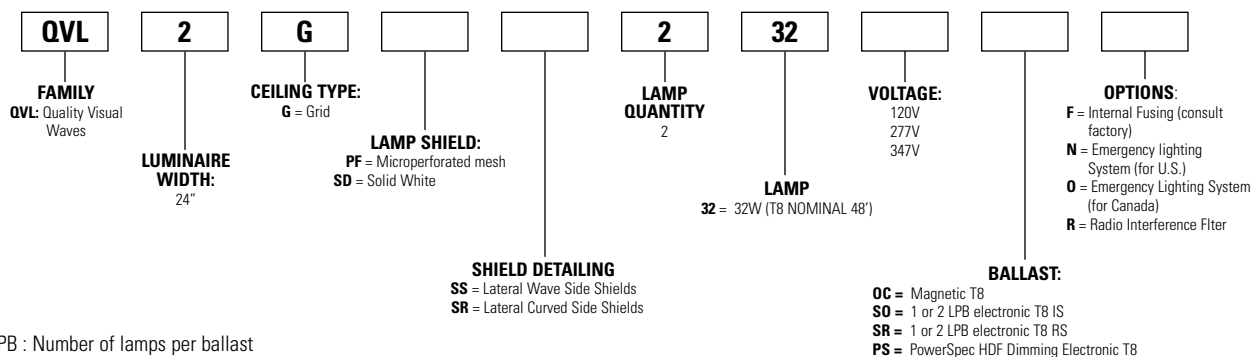 QVL 2 G 2 32
FAMILY
QVL: Quality Visual
Waves
LUMINAIRE
WIDTH:
24"
CEILING TYPE:
G = Grid
LAMP SHIELD:
PF = Microperforated mesh
SD = Solid White
SHIELD DETAILING
SS = Lateral Wave Side Shields
SR = Lateral Curved Side Shields
LAMP
QUANTITY
2
LAMP
32 = 32W (T8 NOMINAL 48')
VOLTAGE:
120V
277V
347V
BALLAST:
OC = Magnetic T8
SO = 1 or 2 LPB electronic T8 IS
SR = 1 or 2 LPB electronic T8 RS
PS = PowerSpec HDF Dimming Electronic T8
OPTIONS:
F = Internal Fusing (consult
factory)
N = Emergency lighting
System (for U.S.)
O = Emergency Lighting System
(for Canada)
R = Radio Interference Flter
PB : Number of lamps per ballast